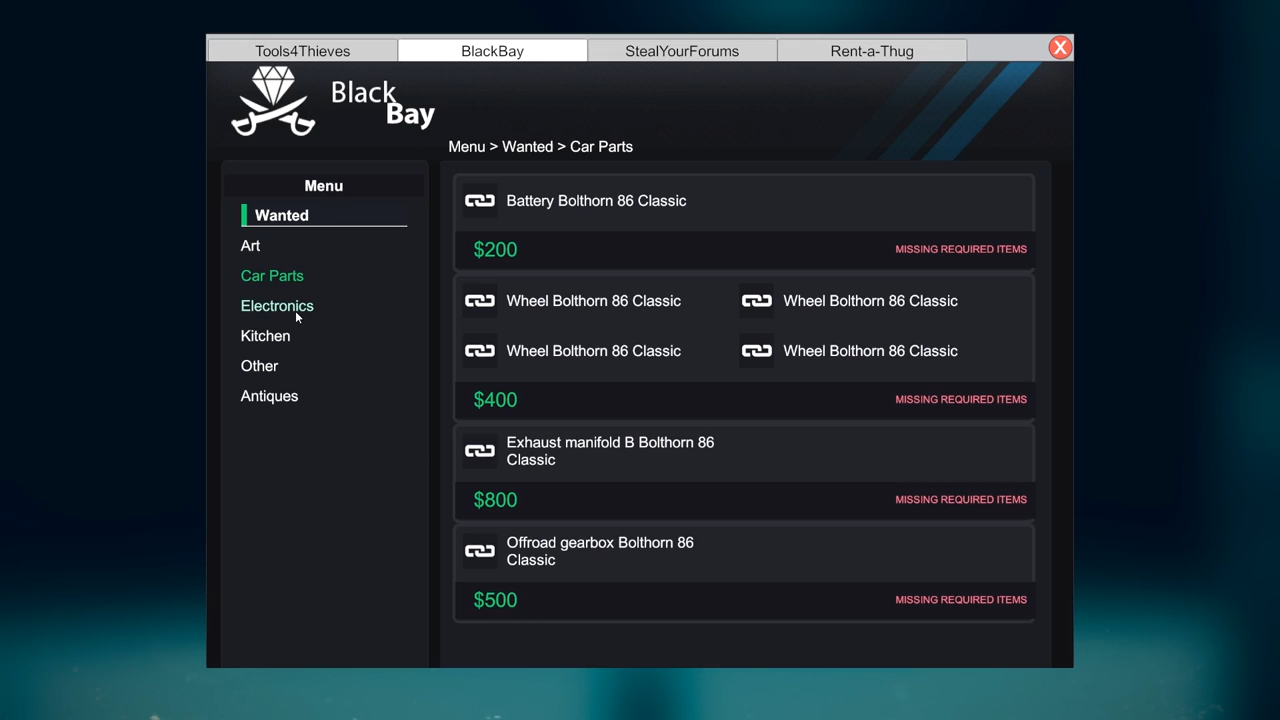 Tools4Thieves
BlackBay
StealYourForums
Rent-a-Thug
X
Black
Bay
Menu > Wanted > Car Parts
Menu
Wanted
Art
Car Parts
Electronics
Kitchen
Other
Antiques
Battery Bolthorn 86 Classic
$200
MISSING REQUIRED ITEMS
Wheel Bolthorn 86 Classic
Wheel Bolthorn 86 Classic
Wheel Bolthorn 86 Classic
Wheel Bolthorn 86 Classic
$400
MISSING REQUIRED ITEMS
Exhaust manifold B Bolthorn 86
Classic
$800
MISSING REQUIRED ITEMS
Offroad gearbox Bolthorn 86
Classic
$500
MISSING REQUIRED ITEMS